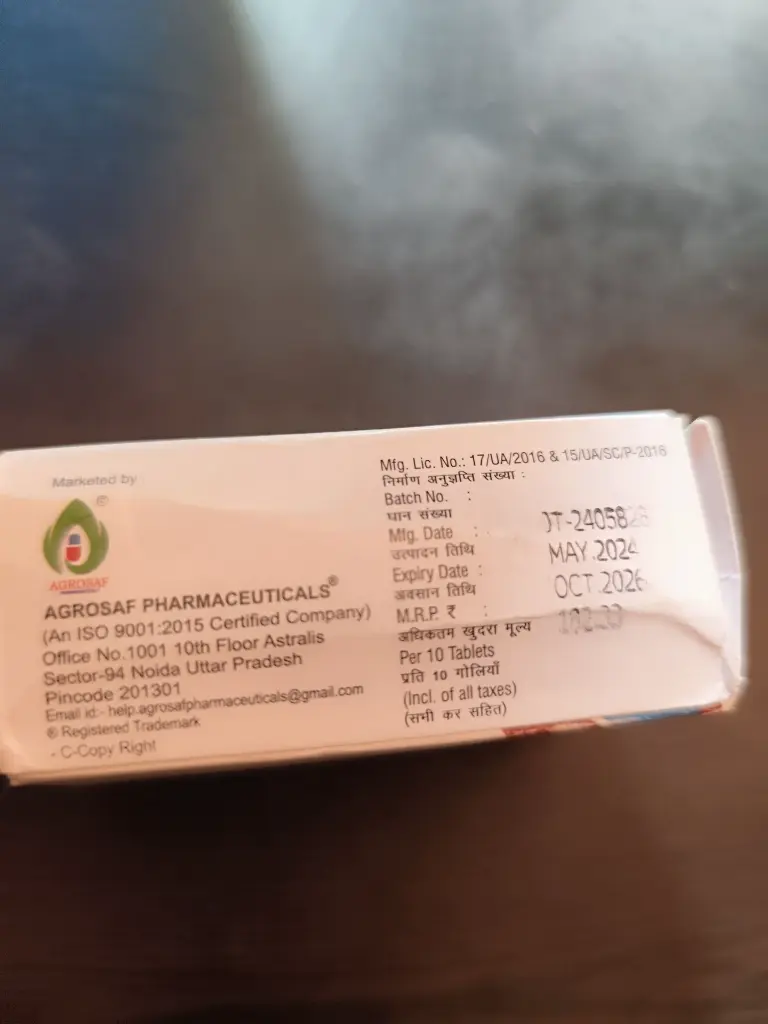 Marketed by
©
AGROSAF
AGROSAF PHARMACEUTICALS®
(An ISO 9001:2015 Certified Company)
Office No.1001 10th Floor Astralis
Sector-94 Noida Uttar Pradesh
Pincode 201301
Email id:- help.agrosafpharmaceuticals@gmail.com
® Registered Trademark
- C-Copy Right
Mfg. Lic. No.: 17/UA/2016 & 15/UA/SC/P-2016
निर्माण अनुज्ञप्ति संख्या :
Batch No. :
घान संख्या
Mfg. Date : MAY.2024
उत्पादन तिथि
Expiry Date : OCT.2026
अवसान तिथि
M.R.P. ₹ :
अधिकतम खुदरा मूल्य
Per 10 Tablets
प्रति 10 गोलियाँ
(Incl. of all taxes)
(सभी कर सहित)